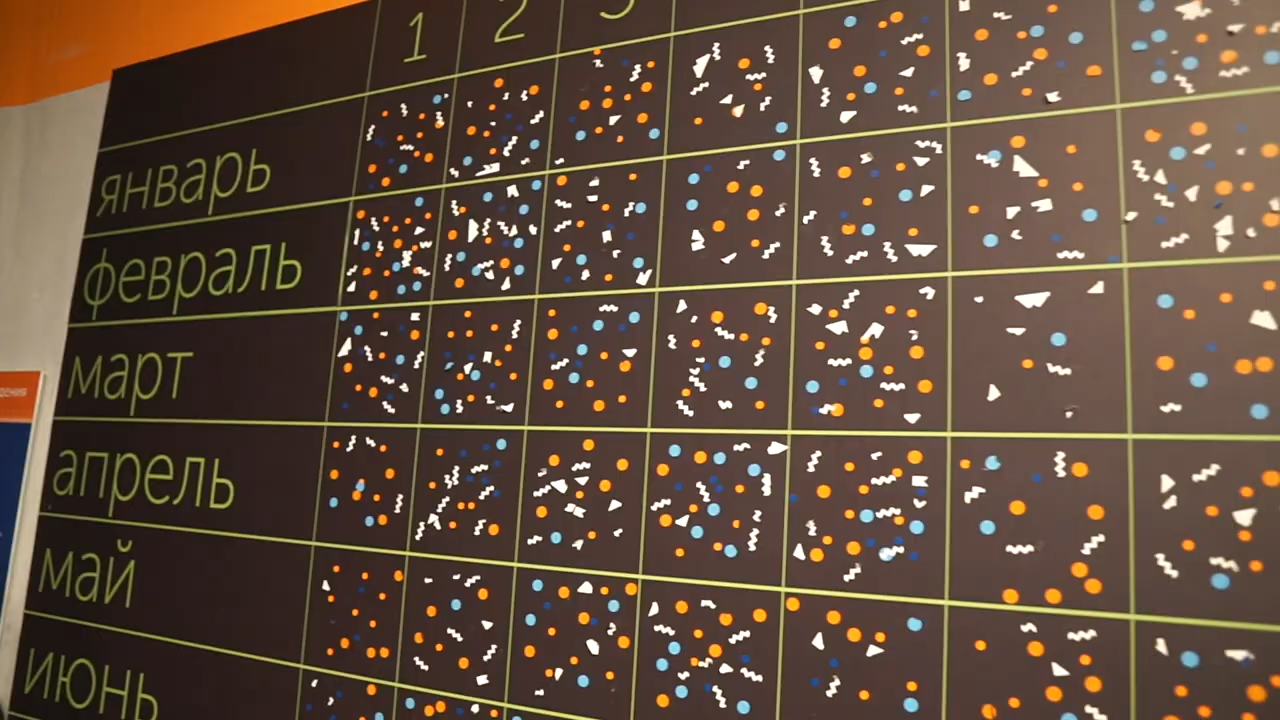 1 2 3
январь
февраль
март
апрель
май
июнь